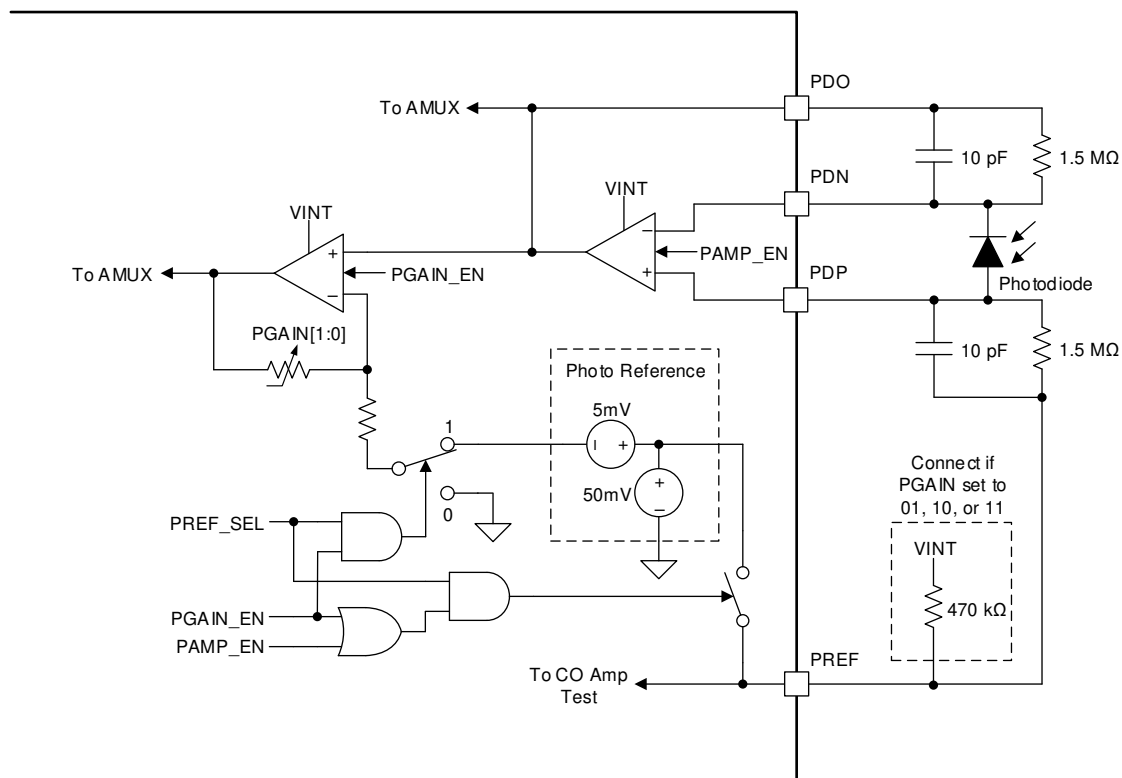 PDO
To AMUX
10 pF
1.5 MΩ
PDN
VINT
VINT
+
−
PAMP_EN
+
PGAIN_EN
−
To AMUX
PDP
Photodiode
PGAIN[1:0]
10 pF
1.5 MΩ
Photo Reference
5mV
− +
1
50mV
+
−
0
Connect if
PGAIN set to
01, 10, or 11
VINT
470 kΩ
PREF_SEL
PGAIN_EN
PAMP_EN
To CO Amp
Test
PREF